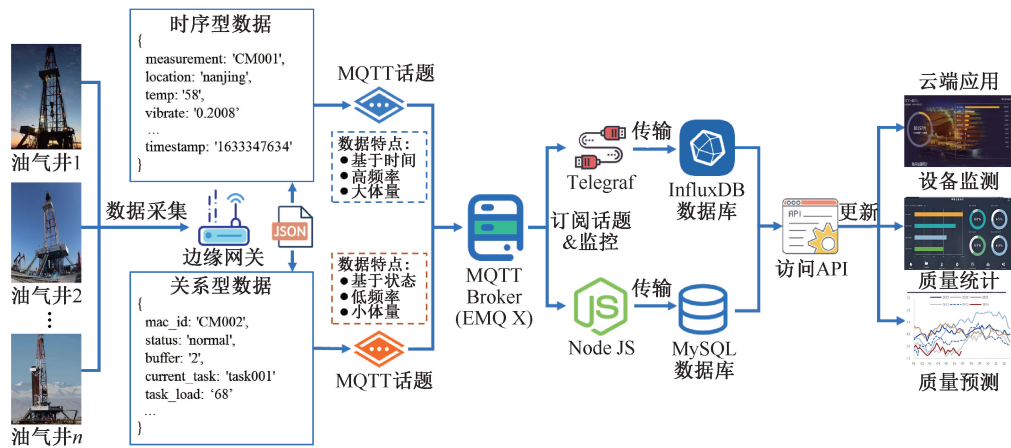 油气井1
油气井2
油气井n
数据采集
边缘网关
时序型数据
{
measurement: 'CM001',
location: 'nanjing',
temp: '58',
vibrate: '0.2008’
…
timestamp: '1633347634'
}
JSON
关系型数据
{
mac_id: 'CM002',
status: 'normal',
buffer: '2',
current_task: 'task001'
task_load: ‘68’
…
}
MQTT话题
数据特点：
●基于时间
●高频率
●大体量
数据特点：
●基于状态
●低频率
●小体量
MQTT话题
MQTT
Broker
(EMQ X)
订阅话题
&监控
Telegraf
传输
InfluxDB
数据库
JS
Node JS
传输
MySQL
数据库
API
访问API
更新
云端应用
设备监测
质量统计
质量预测